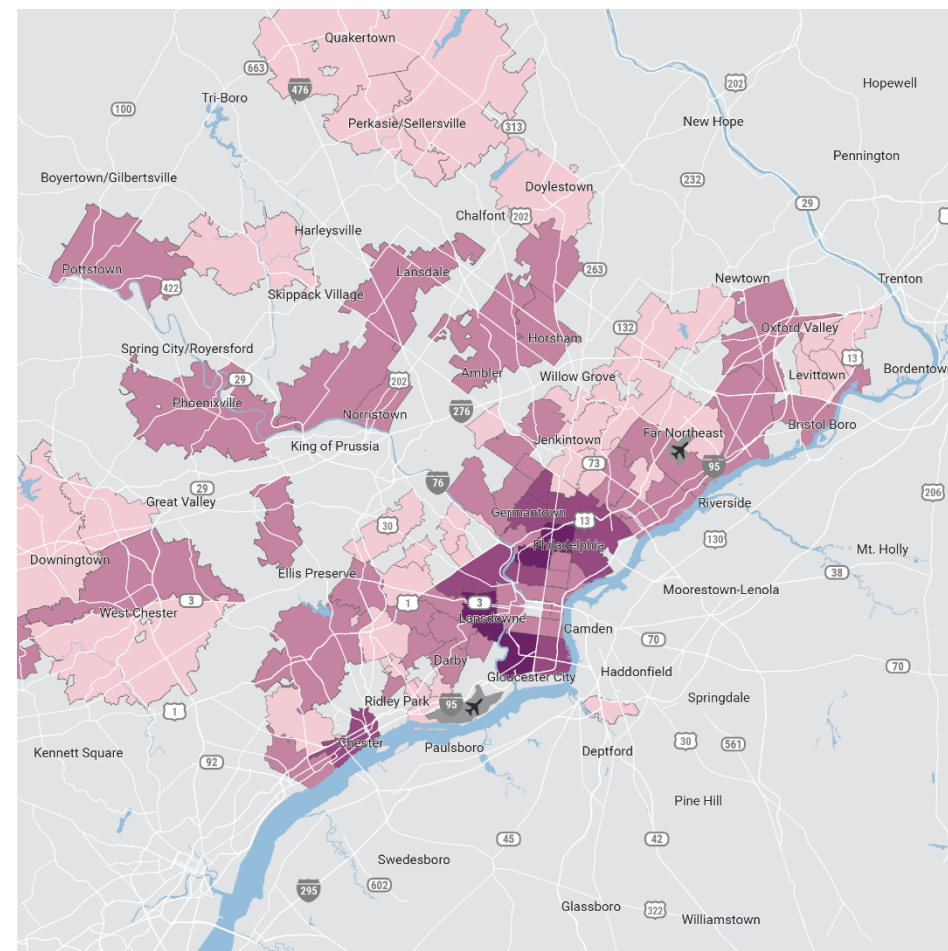 Quakertown
663
476
202
Hopewell
Tri-Boro
100
Perkasie/Sellersville
313
New Hope
Pennington
Boyertown/Gilbertsville
232
Doylestown
29
Chalfont
202
Harleysville
Pottstown
Lansdale
263
Newtown
Trenton
422
Skippack Village
132
Oxford Valley
Horsham
Spring City/Royersford
13
29
Ambler
Willow Grove
Levittown
Bordentown
202
Phoenixville
Norristown
276
Jenkintown
Far Northeast
Bristol Boro
King of Prussia
73
95
76
29
206
Great Valley
Germantown
13
Riverside
30
Philadelphia
130
Mt. Holly
Downingtown
Ellis Preserve
38
3
1
3
Moorestown-Lenola
West Chester
Lansdowne
Camden
70
Darby
70
Haddonfield
Gloucester City
Springdale
Ridley Park
95
1
Chester
Paulsboro
Deptford
30
561
Kennett Square
92
Pine Hill
45
42
Swedesboro
602
295
Glassboro
322
Williamstown